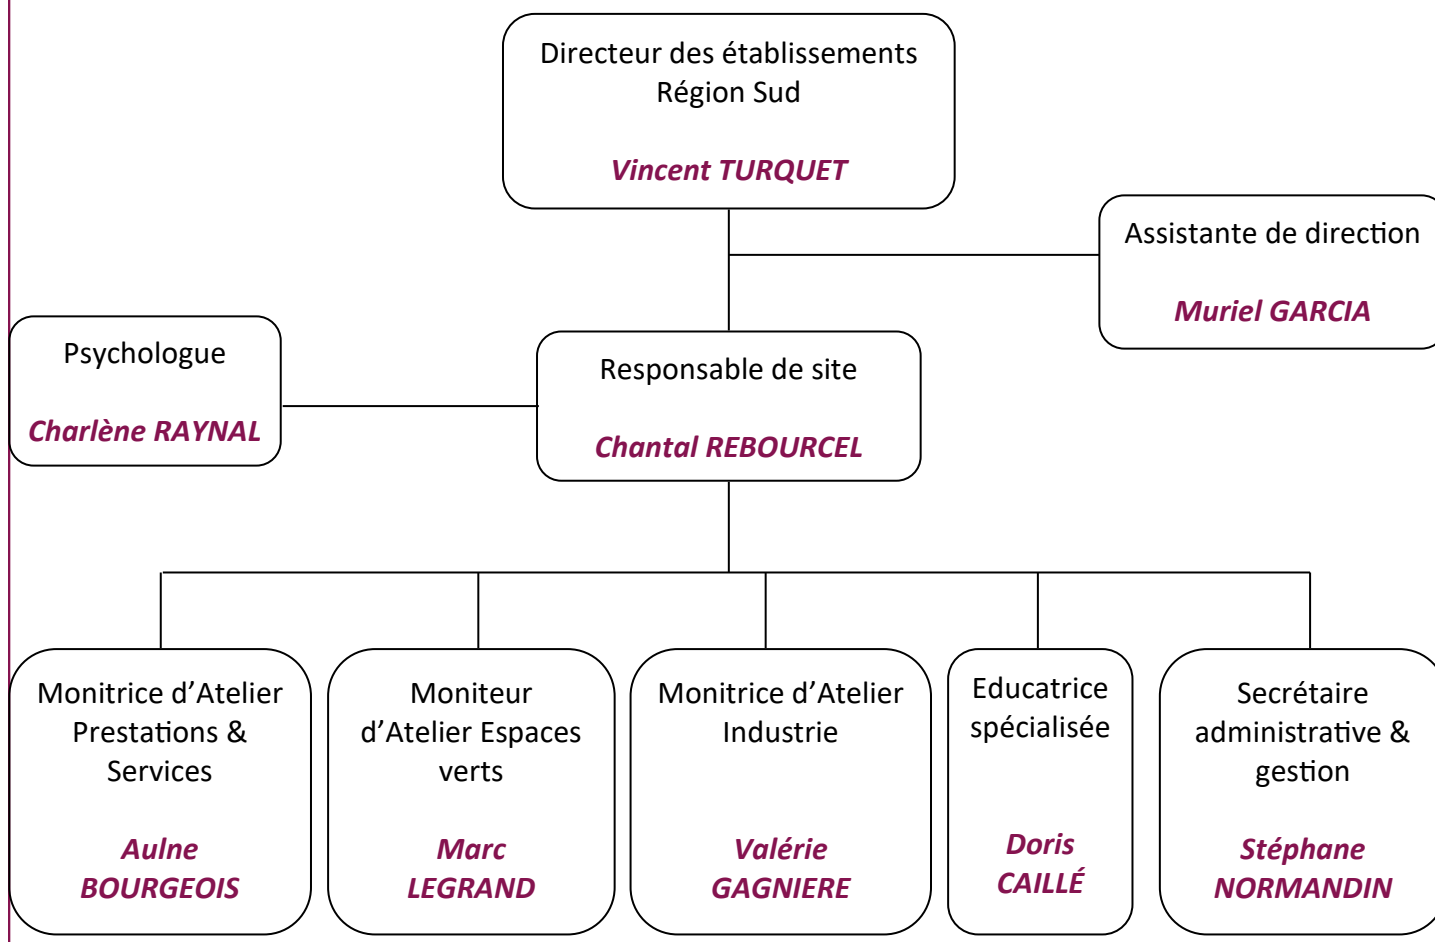 Directeur des établissements
Région Sud
Vincent TURQUET
Assistante de direction
Muriel GARCIA
Psychologue
Charlène RAYNAL
Responsable de site
Chantal REBOURCEL
Monitrice d’Atelier
Prestations &
Services
Aulne
BOURGEOIS
Moniteur
d’Atelier Espaces
verts
Marc
LEGRAND
Monitrice d’Atelier
Industrie
Valérie
GAGNIERE
Educatrice
spécialisée
Doris
CAILLÉ
Secrétaire
administrative &
gestion
Stéphane
NORMANDIN